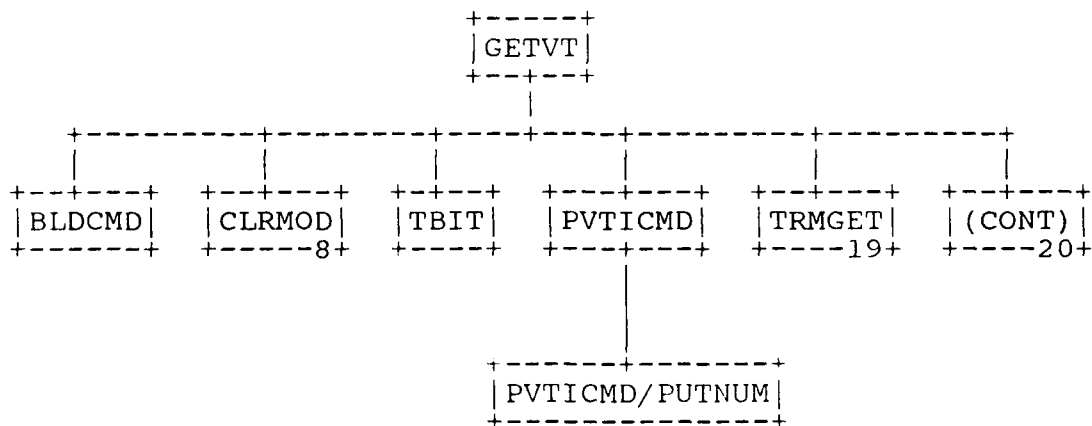 GETVT
BLDCMD CLRMOD TBIT PVTICMD TRMGET (CONT)
8 19 20
PVTICMD/PUTNUM